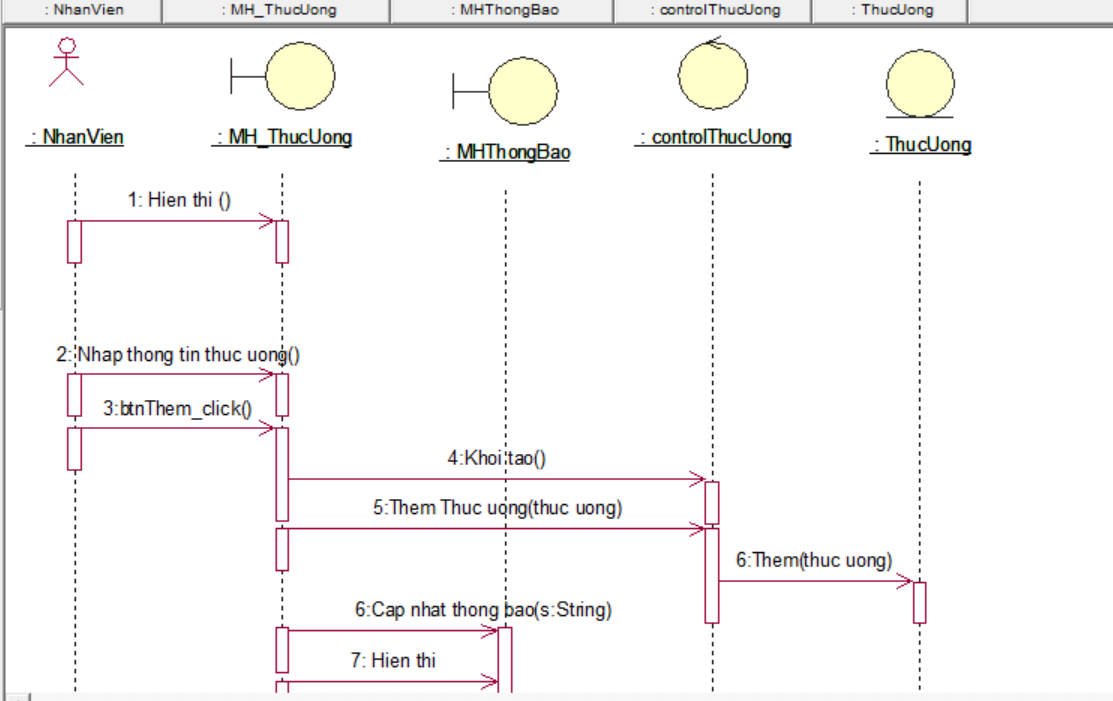 : NhanVien
: MH_ThucUong
: MHThongBao
: controlThucUong
: ThucUong
: NhanVien
: MH_ThucUong
: MHThongBao
: controlThucUong
: ThucUong
1: Hien thi ()
2: Nhap thong tin thuc uong()
3:btnThem_click()
4:Khoi tao()
5:Them Thuc uong(thuc uong)
6:Them(thuc uong)
6:Cap nhat thong bao(s:String)
7: Hien thi